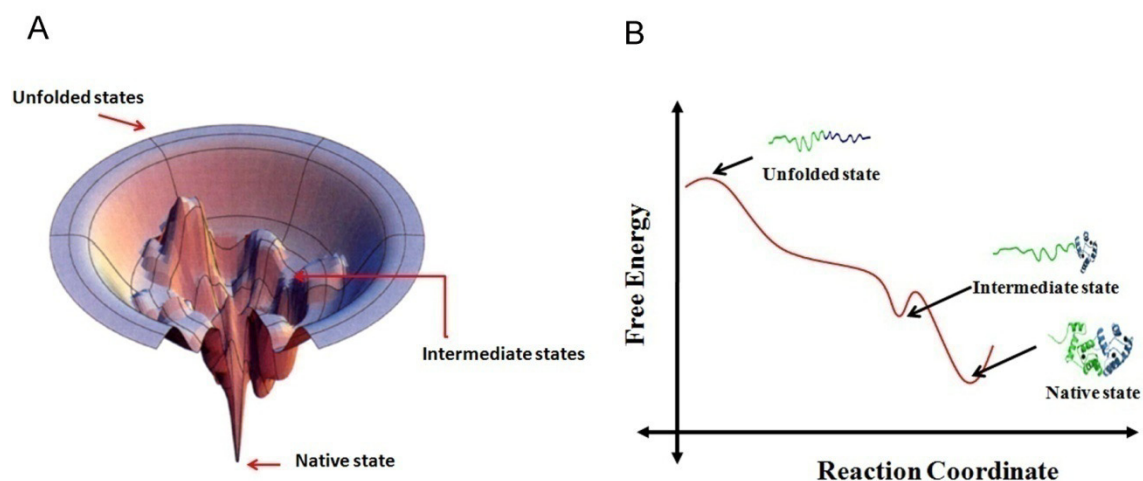 A
Unfolded states
Intermediate states
Native state
B
Unfolded state
Intermediate state
Native state
Free Energy
Reaction Coordinate